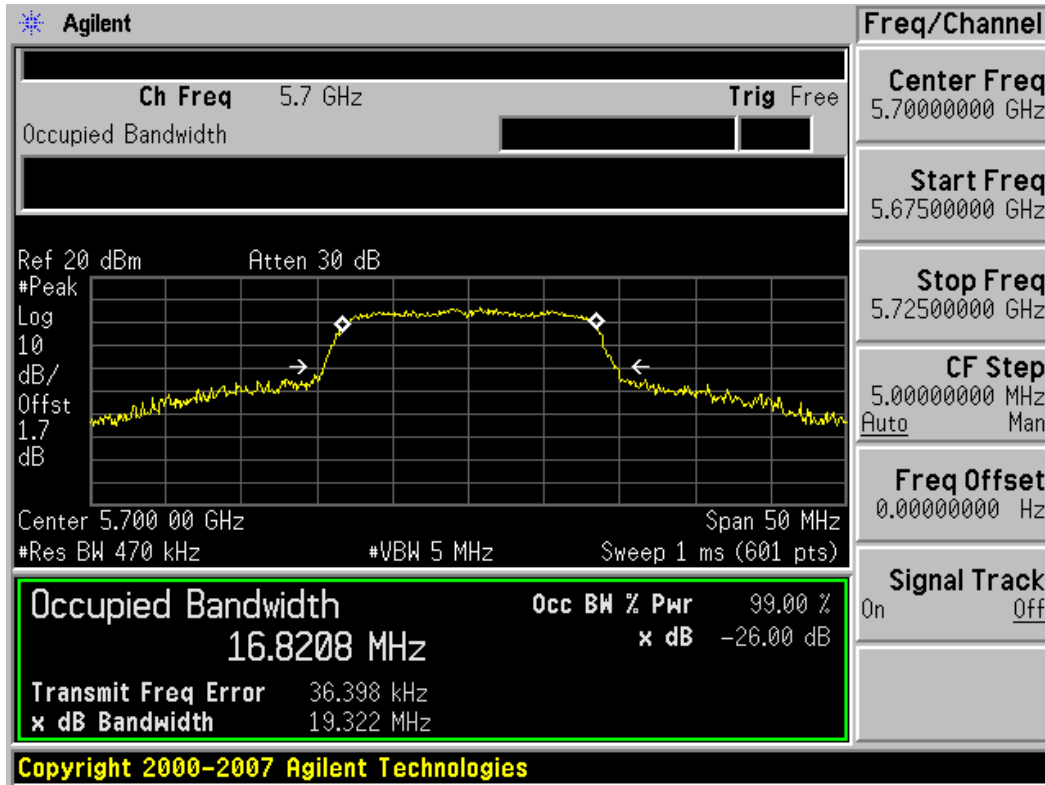 Agilent
Freq/Channel
Ch Freq 5.7 GHz Trig Free
Occupied Bandwidth
Center Freq
5.70000000 GHz
Start Freq
5.67500000 GHz
Stop Freq
5.72500000 GHz
CF Step
5.00000000 MHz
Auto Man
Freq Offset
0.00000000 Hz
Signal Track
On Off
Ref 20 dBm Atten 30 dB
#Peak
Log
10
dB/
Offst
1.7
dB
Center 5.700 00 GHz Span 50 MHz
#Res BW 470 kHz #VBW 5 MHz Sweep 1 ms (601 pts)
Occupied Bandwidth Occ BW % Pwr 99.00 %
16.8208 MHz x dB -26.00 dB
Transmit Freq Error 36.398 kHz
x dB Bandwidth 19.322 MHz
Copyright 2000-2007 Agilent Technologies